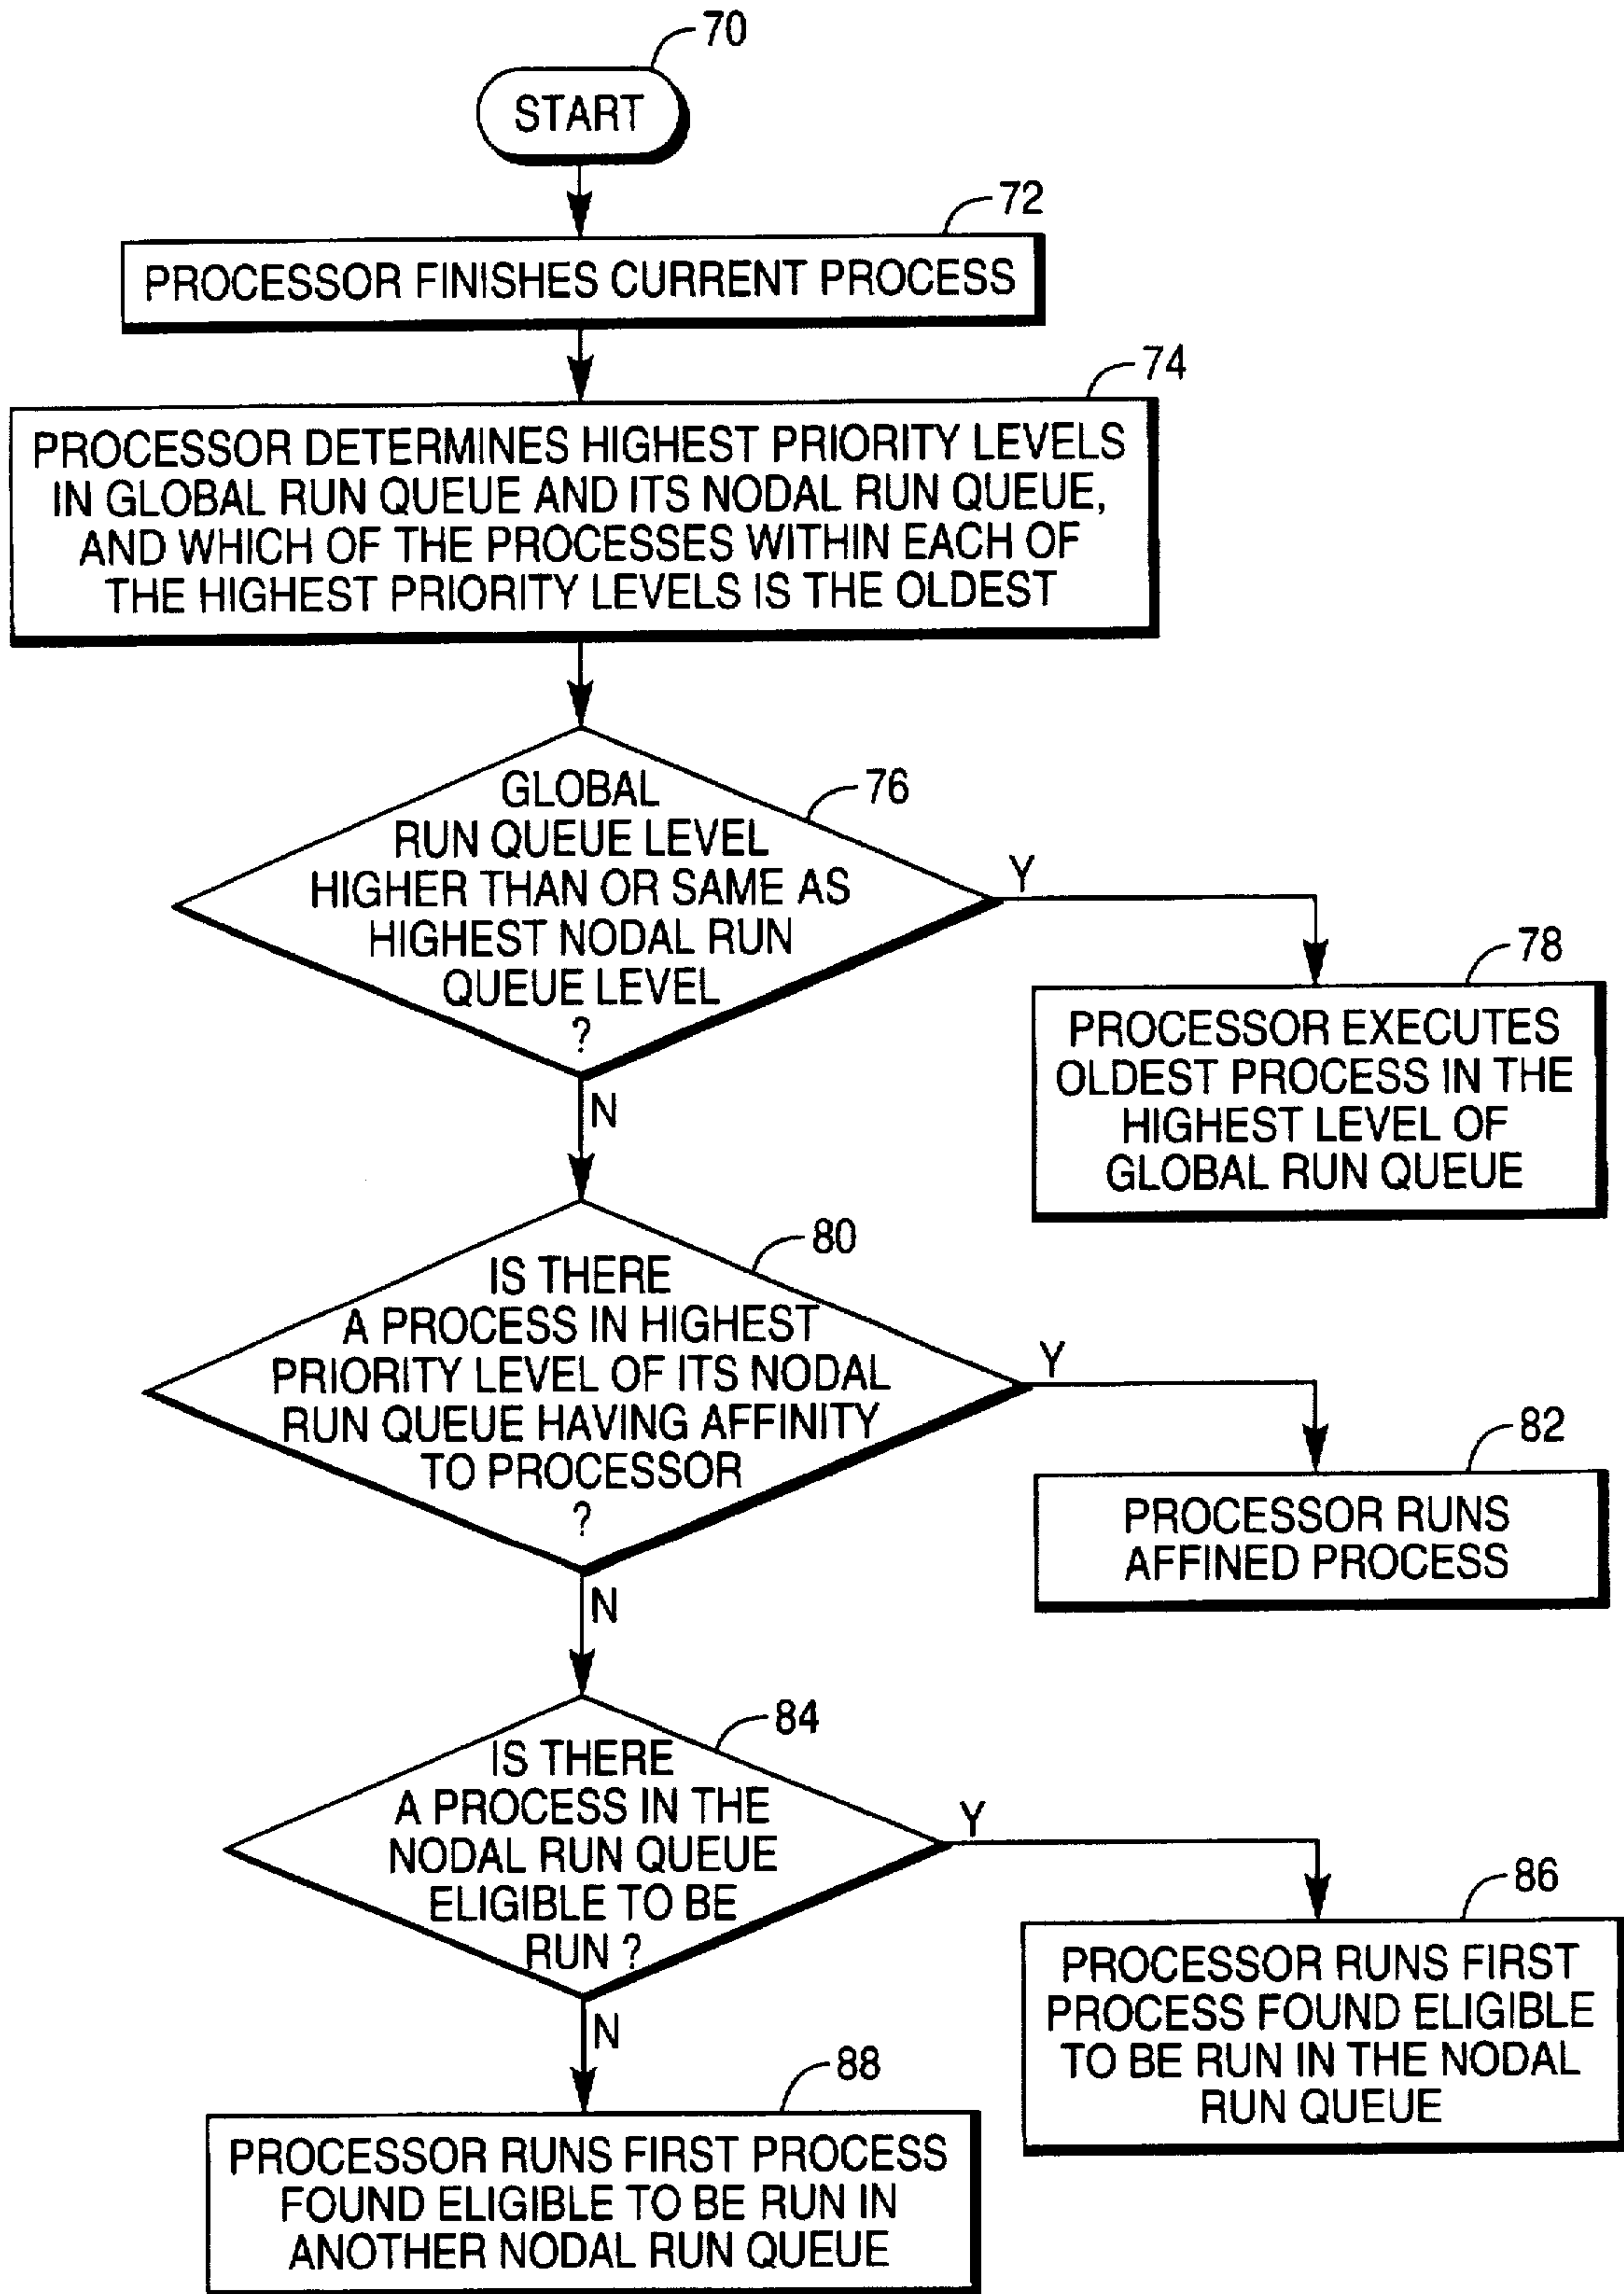 70
START
72
PROCESSOR FINISHES CURRENT PROCESS
74
PROCESSOR DETERMINES HIGHEST PRIORITY LEVELS
IN GLOBAL RUN QUEUE AND ITS NODAL RUN QUEUE,
AND WHICH OF THE PROCESSES WITHIN EACH OF
THE HIGHEST PRIORITY LEVELS IS THE OLDEST
76
GLOBAL
RUN QUEUE LEVEL
HIGHER THAN OR SAME AS
HIGHEST NODAL RUN
QUEUE LEVEL
?
Y
N
78
PROCESSOR EXECUTES
OLDEST PROCESS IN THE
HIGHEST LEVEL OF
GLOBAL RUN QUEUE
80
IS THERE
A PROCESS IN HIGHEST
PRIORITY LEVEL OF ITS NODAL
RUN QUEUE HAVING AFFINITY
TO PROCESSOR
?
Y
N
82
PROCESSOR RUNS
AFFINED PROCESS
84
IS THERE
A PROCESS IN THE
NODAL RUN QUEUE
ELIGIBLE TO BE
RUN ?
Y
N
86
PROCESSOR RUNS FIRST
PROCESS FOUND ELIGIBLE
TO BE RUN IN THE NODAL
RUN QUEUE
88
PROCESSOR RUNS FIRST PROCESS
FOUND ELIGIBLE TO BE RUN IN
ANOTHER NODAL RUN QUEUE